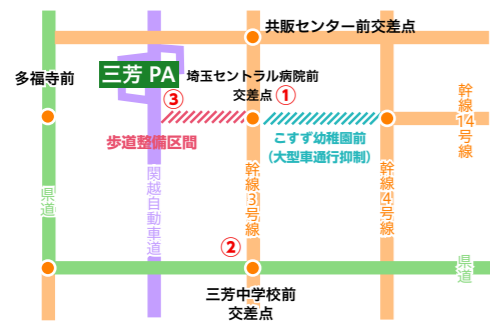 共販センター前交差点
多福寺前
三芳 PA
埼玉セントラル病院前
交差点
①
③
歩道整備区間
こすず幼稚園前
(大型車通行抑制)
幹線14号線
県道
関越自動車道
幹線3号線
幹線4号線
②
県道
三芳中学校前
交差点